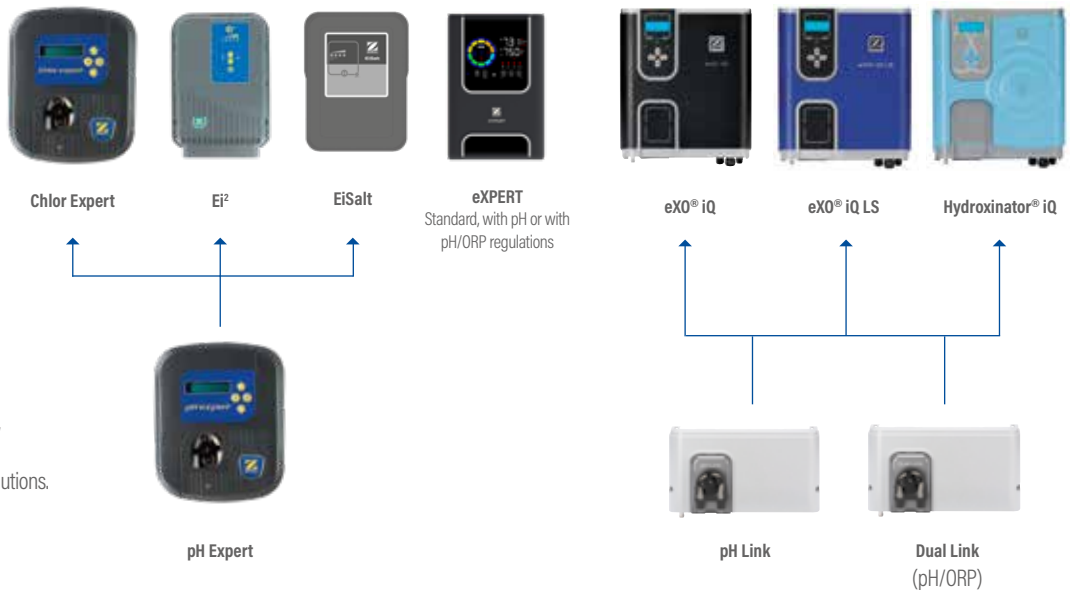 Chlor Expert
Ei²
EiSalt
eXPERT
Standard, with pH or with
pH/ORP regulations
eXO® iQ
eXO® iQ LS
Hydroxinator® iQ
pH Expert
utions.
pH Link
Dual Link
(pH/ORP)